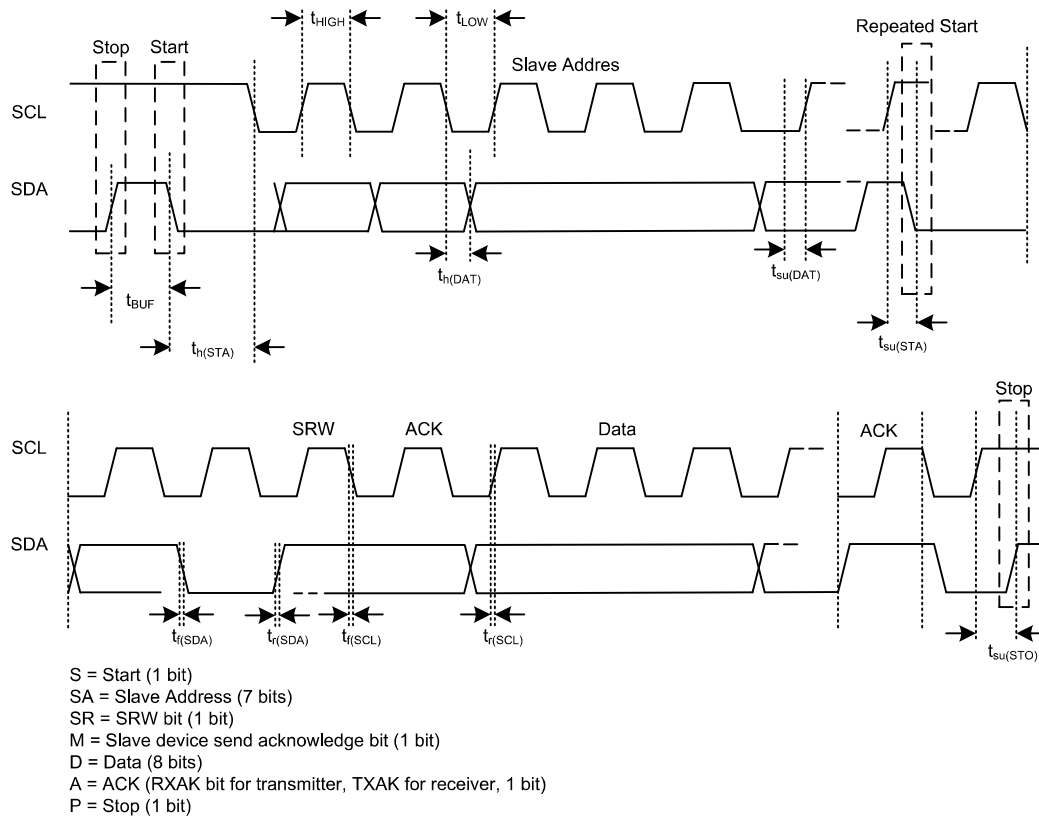 tHIGH
tLOW
Repeated Start
Stop
Start
Slave Addres
SCL
SDA
th(DAT)
tsu(DAT)
tBUF
tsu(STA)
th(STA)
Stop
SRW
ACK
Data
ACK
SCL
SDA
tf(SDA)
tr(SDA)
tf(SCL)
tr(SCL)
tsu(STO)
S = Start (1 bit)
SA = Slave Address (7 bits)
SR = SRW bit (1 bit)
M = Slave device send acknowledge bit (1 bit)
D = Data (8 bits)
A = ACK (RXAK bit for transmitter, TXAK for receiver, 1 bit)
P = Stop (1 bit)